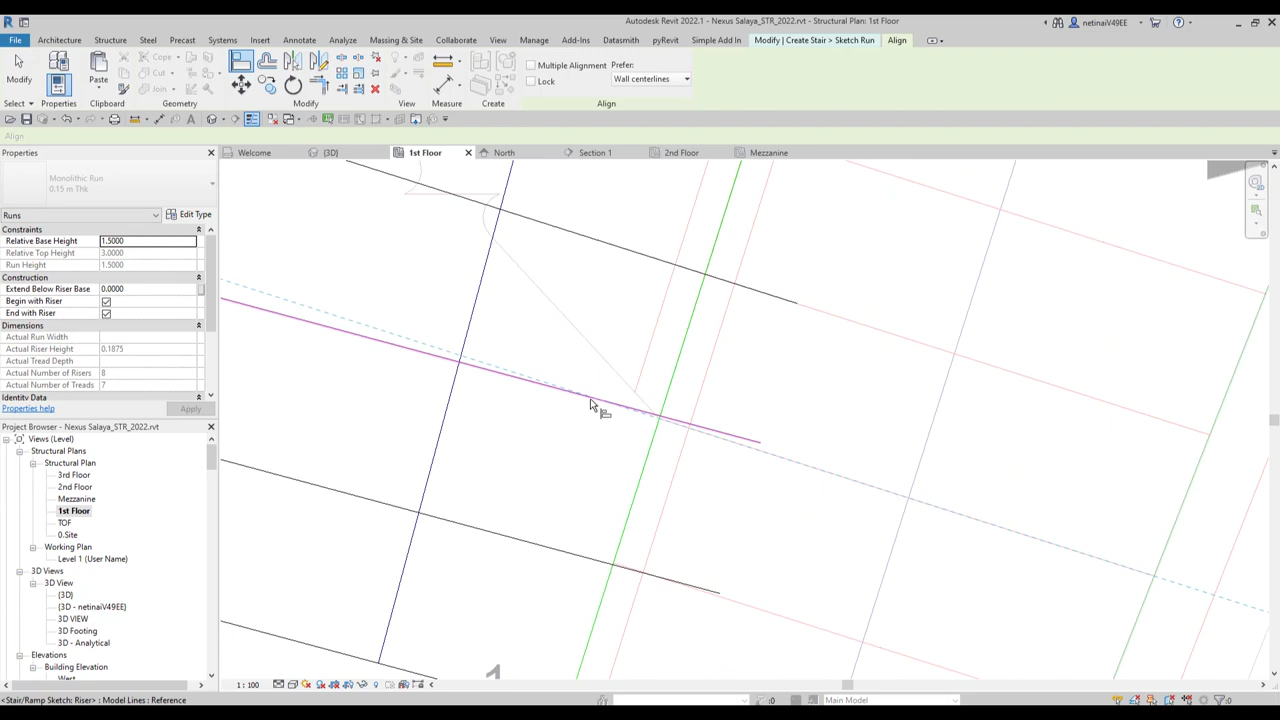 Autodesk Revit 2022.1 - Nexus Salaya_STR_2022.rvt - Structural Plan: 1st Floor
netinaiV49EE
File Architecture Structure Steel Precast Systems Insert Annotate Analyze Massing & Site Collaborate View Manage Add-Ins Datasmith pyRevit Simple Add In Modify | Create Stair > Sketch Run Align
Modify Paste Cope Cut Join Multiple Alignment Prefer:
Lock Wall centerlines
Select Properties Clipboard Geometry Modify View Measure Create Align
Align
Properties
Welcome {3D} 1st Floor North Section 1 2nd Floor Mezzanine
Monolithic Run
0.15 m Thk
Runs Edit Type
Constraints
Relative Base Height 1.5000
Relative Top Height 3.0000
Run Height 1.5000
Construction
Extend Below Riser Base 0.0000
Begin with Riser
End with Riser
Dimensions
Actual Run Width
Actual Riser Height 0.1875
Actual Tread Depth
Actual Number of Risers 8
Actual Number of Treads 7
Identity Data
Properties help Apply
Project Browser - Nexus Salaya_STR_2022.rvt
Views (Level)
Structural Plans
Structural Plan
3rd Floor
2nd Floor
Mezzanine
1st Floor
TOF
0.Site
Working Plan
Level 1 (User Name)
3D Views
3D View
{3D}
{3D - netinaiV49EE}
3D VIEW
3D Footing
3D - Analytical
Elevations
Building Elevation
West
1
1 : 100
<Stair/Ramp Sketch: Riser> : Model Lines : Reference
:0 Main Model :0